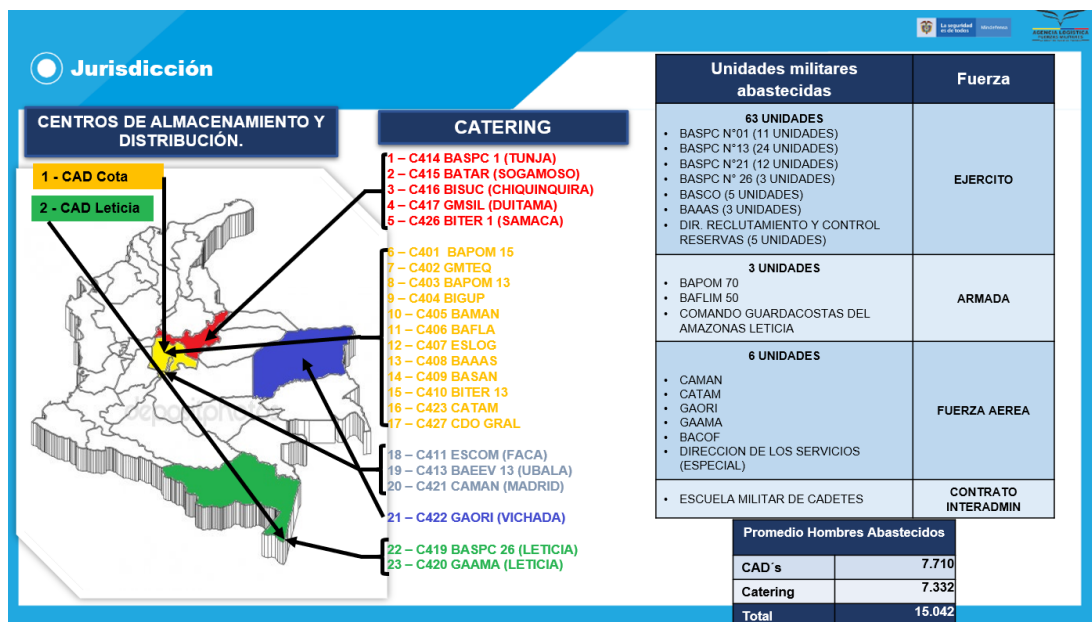 La seguridad
es de todos
Mindefensa
AGENCIA LOGÍSTICA
Jurisdicción
CENTROS DE ALMACENAMIENTO Y
DISTRIBUCIÓN.
1 - CAD Cota
2 - CAD Leticia
CATERING
1 – C414 BASPC 1 (TUNJA)
2 – C415 BATAR (SOGAMOSO)
3 – C416 BISUC (CHIQUINQUIRA)
4 – C417 GMSIL (DUITAMA)
5 – C426 BITER 1 (SAMACA)
6 – C401 BAPOM 15
7 – C402 GMTEQ
8 – C403 BAPOM 13
9 – C404 BIGUP
10 – C405 BAMAN
11 – C406 BAFLA
12 – C407 ESLOG
13 – C408 BAAAS
14 – C409 BASAN
15 – C410 BITER 13
16 – C423 CATAM
17 – C427 CDO GRAL
18 – C411 ESCOM (FACA)
19 – C413 BAEEV 13 (UBALA)
20 – C421 CAMAN (MADRID)
21 – C422 GAORI (VICHADA)
22 – C419 BASPC 26 (LETICIA)
23 – C420 GAAMA (LETICIA)
Unidades militares
abastecidas
Fuerza
63 UNIDADES
• BASPC N°01 (11 UNIDADES)
• BASPC N°13 (24 UNIDADES)
• BASPC N°21 (12 UNIDADES)
• BASPC N° 26 (3 UNIDADES)
• BASCO (5 UNIDADES)
• BAAAS (3 UNIDADES)
• DIR. RECLUTAMIENTO Y CONTROL
RESERVAS (5 UNIDADES)
EJERCITO
3 UNIDADES
• BAPOM 70
• BAFLIM 50
• COMANDO GUARDACOSTAS DEL
AMAZONAS LETICIA
ARMADA
6 UNIDADES
• CAMAN
• CATAM
• GAORI
• GAAMA
• BACOF
• DIRECCION DE LOS SERVICIOS
(ESPECIAL)
FUERZA AEREA
• ESCUELA MILITAR DE CADETES
CONTRATO
INTERADMIN
Promedio Hombres Abastecidos
CAD´s 7.710
Catering 7.332
Total 15.042